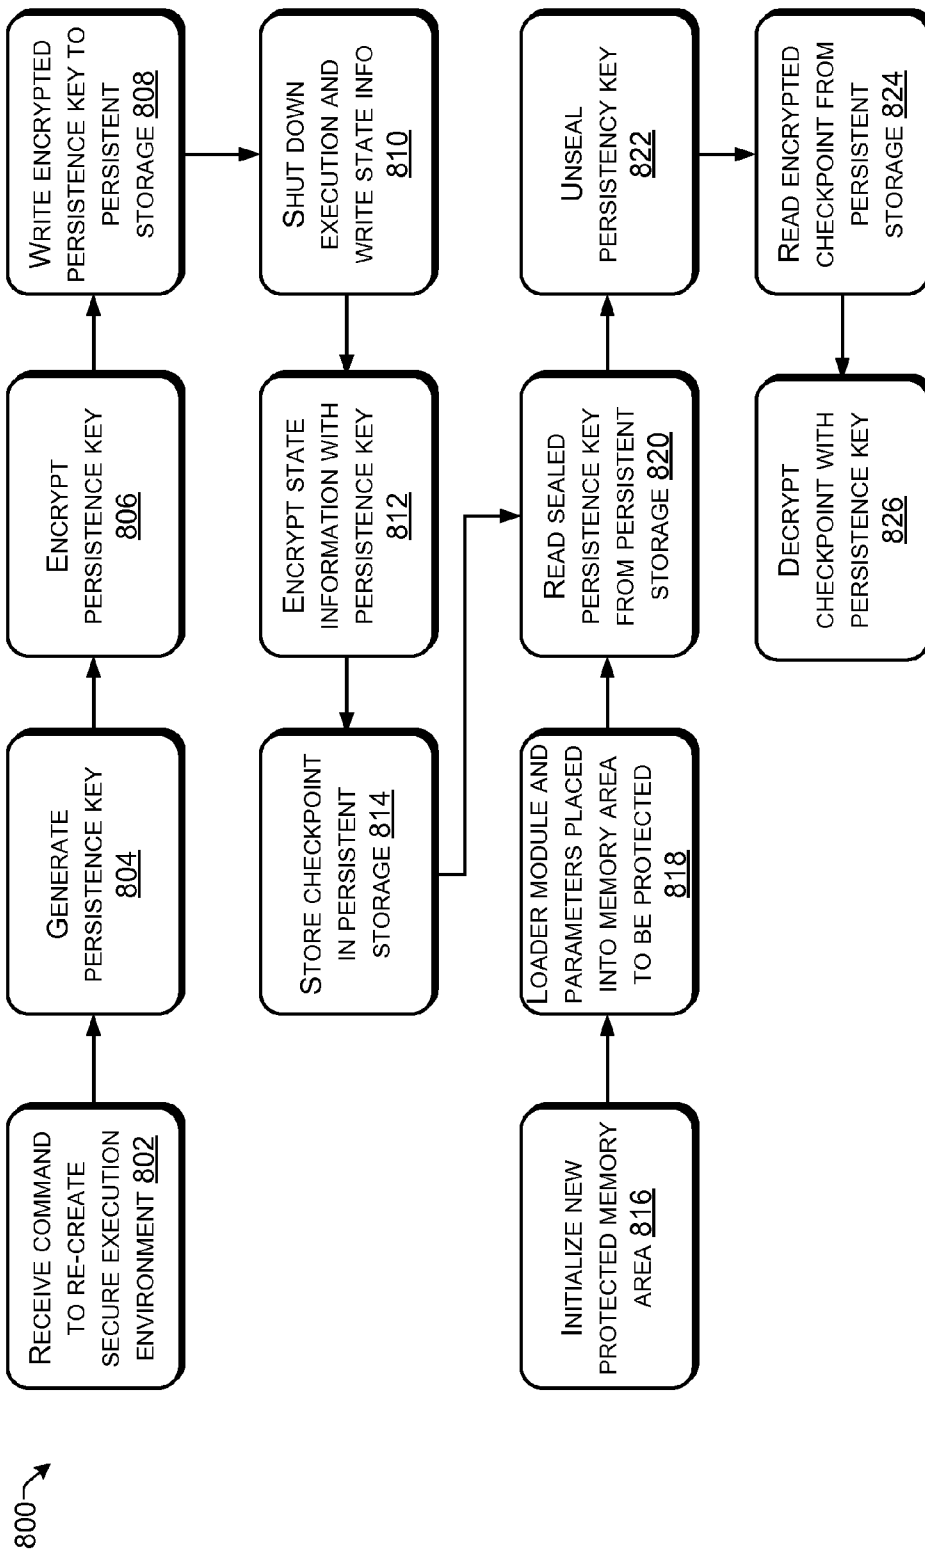 800
RECEIVE COMMAND
TO RE-CREATE
SECURE EXECUTION
ENVIRONMENT 802
GENERATE
PERSISTENCE KEY
804
ENCRYPT
PERSISTENCE KEY
806
WRITE ENCRYPTED
PERSISTENCE KEY TO
PERSISTENT
STORAGE 808
SHUT DOWN
EXECUTION AND
WRITE STATE INFO
810
ENCRYPT STATE
INFORMATION WITH
PERSISTENCE KEY
812
STORE CHECKPOINT
IN PERSISTENT
STORAGE 814
INITIALIZE NEW
PROTECTED MEMORY
AREA 816
LOADER MODULE AND
PARAMETERS PLACED
INTO MEMORY AREA
TO BE PROTECTED
818
READ SEALED
PERSISTENCE KEY
FROM PERSISTENT
STORAGE 820
UNSEAL
PERSISTENCY KEY
822
READ ENCRYPTED
CHECKPOINT FROM
PERSISTENT
STORAGE 824
DECRYPT
CHECKPOINT WITH
PERSISTENCE KEY
826